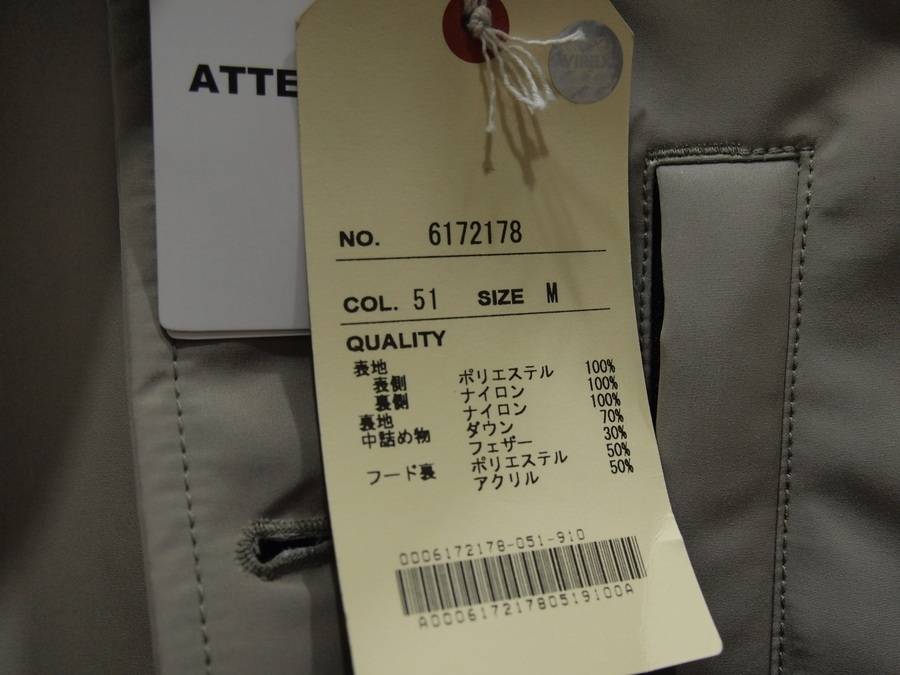 ATTE
NO. 6172178
COL. 51 SIZE M
QUALITY
表地
表側 ポリエステル 100%
裏側 ナイロン 100%
裏地 ナイロン 100%
中詰め物 ダウン 70%
フェザー 30%
フード裏 ポリエステル 50%
アクリル 50%
0006172178-051-910
A00061721780519100A